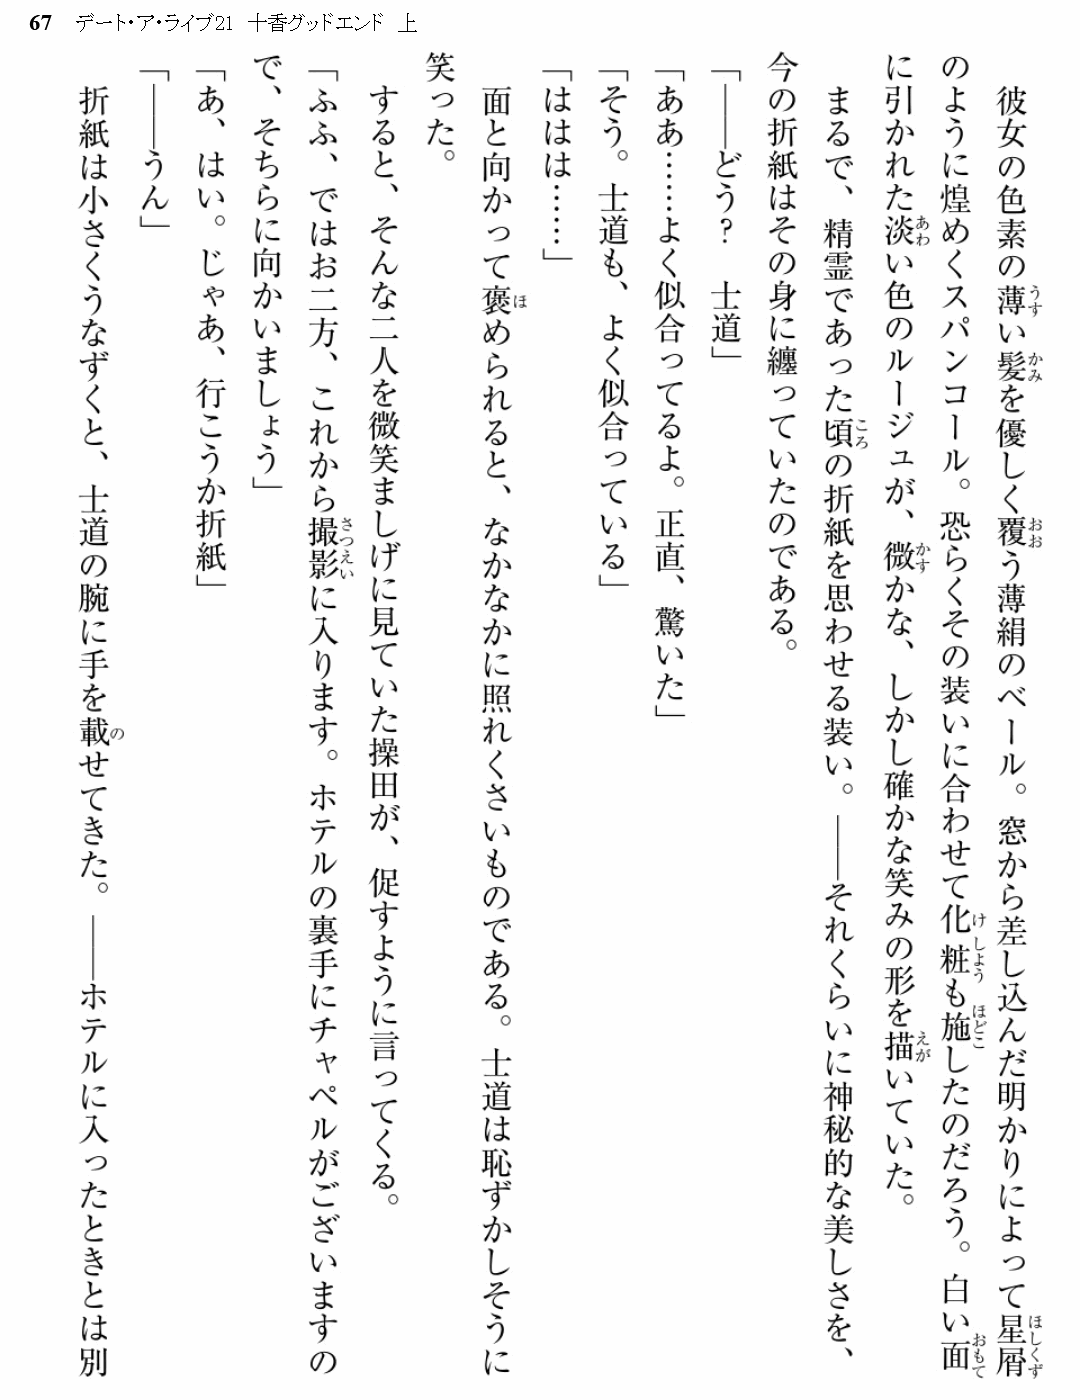 67 デート・ア・ライブ21 十香グッドエンド 上
彼女の色素の薄い髪を優しく覆う薄絹のベール。窓から差し込んだ明かりによって星屑
のように煌めくスパンコール。恐らくその装いに合わせて化粧も施したのだろう。白い面
に引かれた淡い色のルージュが、微かな、しかし確かな笑みの形を描いていた。
まるで、精霊であった頃の折紙を思わせる装い。――それくらいに神秘的な美しさを、
今の折紙はその身に纏っていたのである。
「――どう? 士道」
「ああ……よく似合ってるよ。正直、驚いた」
「そう。士道も、よく似合っている」
「ははは……」
面と向かって褒められると、なかなかに照れくさいものである。士道は恥ずかしそうに
笑った。
すると、そんな二人を微笑ましげに見ていた操田が、促すように言ってくる。
「ふふ、ではお二方、これから撮影に入ります。ホテルの裏手にチャペルがございますの
で、そちらに向かいましょう」
「あ、はい。じゃあ、行こうか折紙」
「――うん」
折紙は小さくうなずくと、士道の腕に手を載せてきた。――ホテルに入ったときとは別